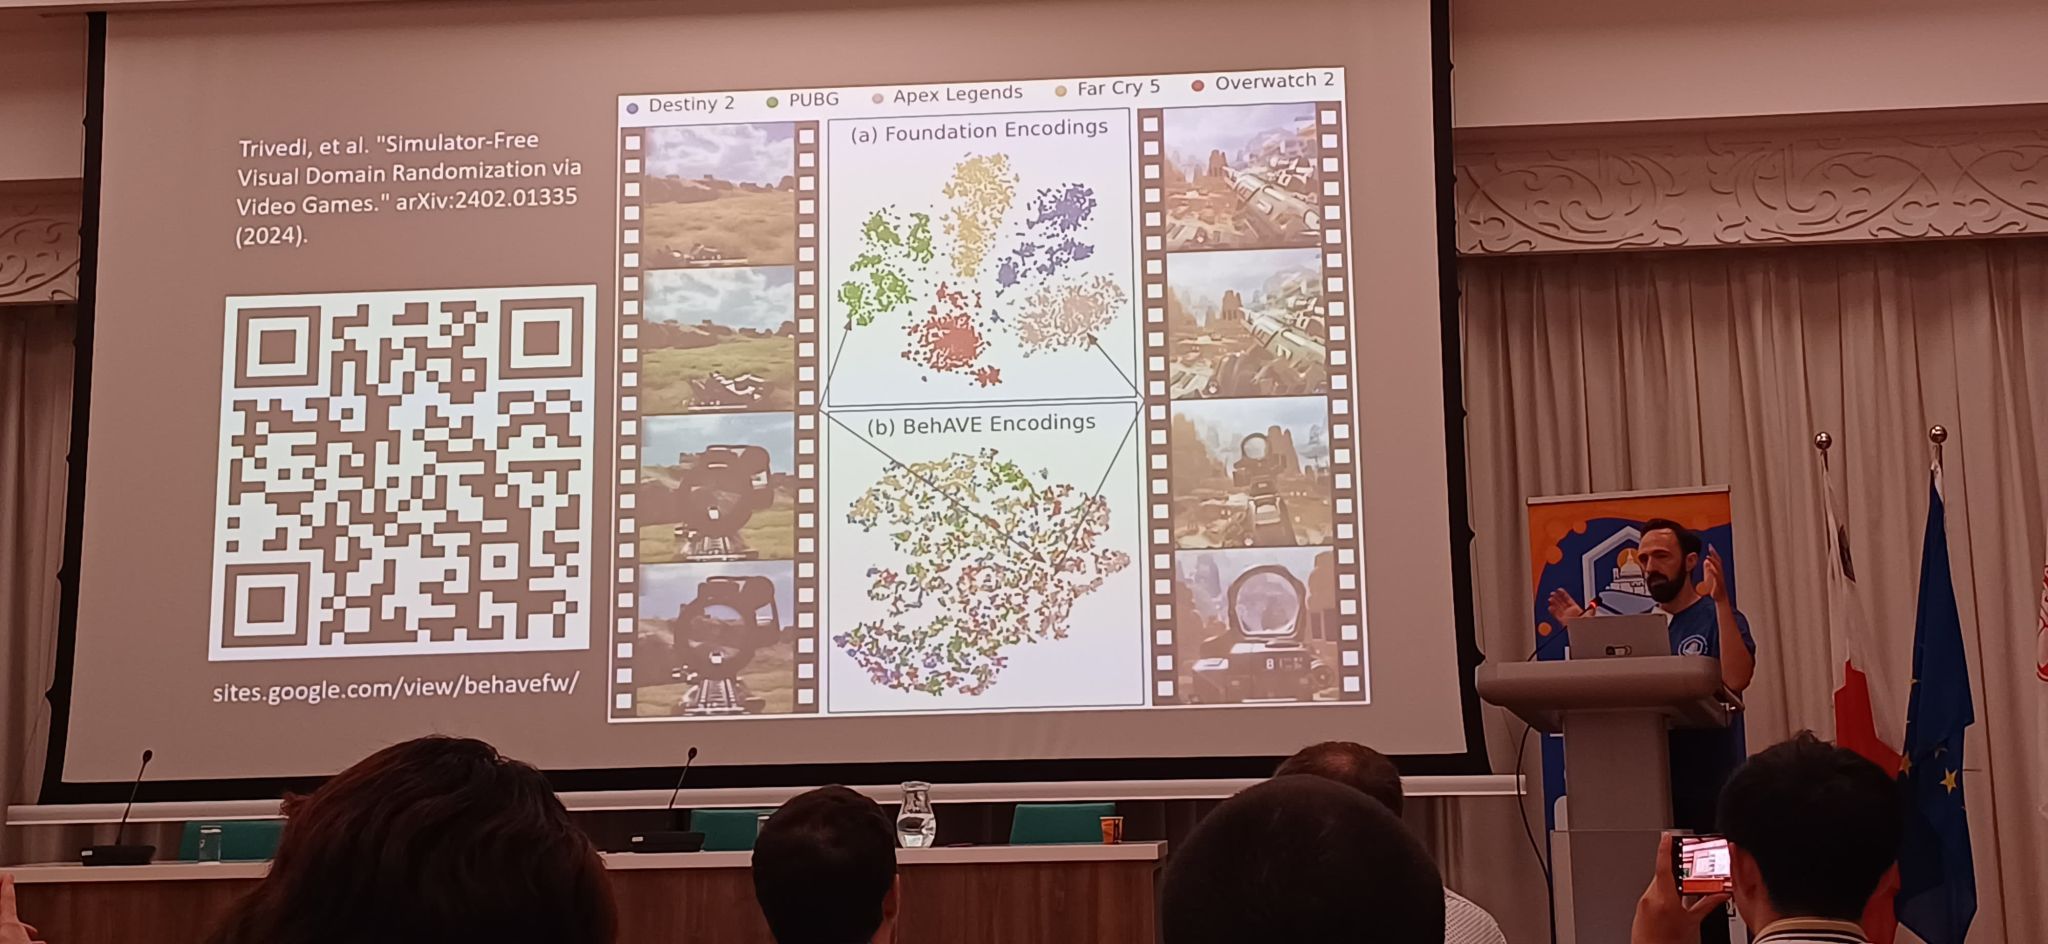 Trivedi, et al. "Simulator-Free
Visual Domain Randomization via
Video Games." arXiv:2402.01335
(2024).
sites.google.com/view/behavefw/
Destiny 2 PUBG Apex Legends Far Cry 5 Overwatch 2
(a) Foundation Encodings
(b) BehAVE Encodings
8